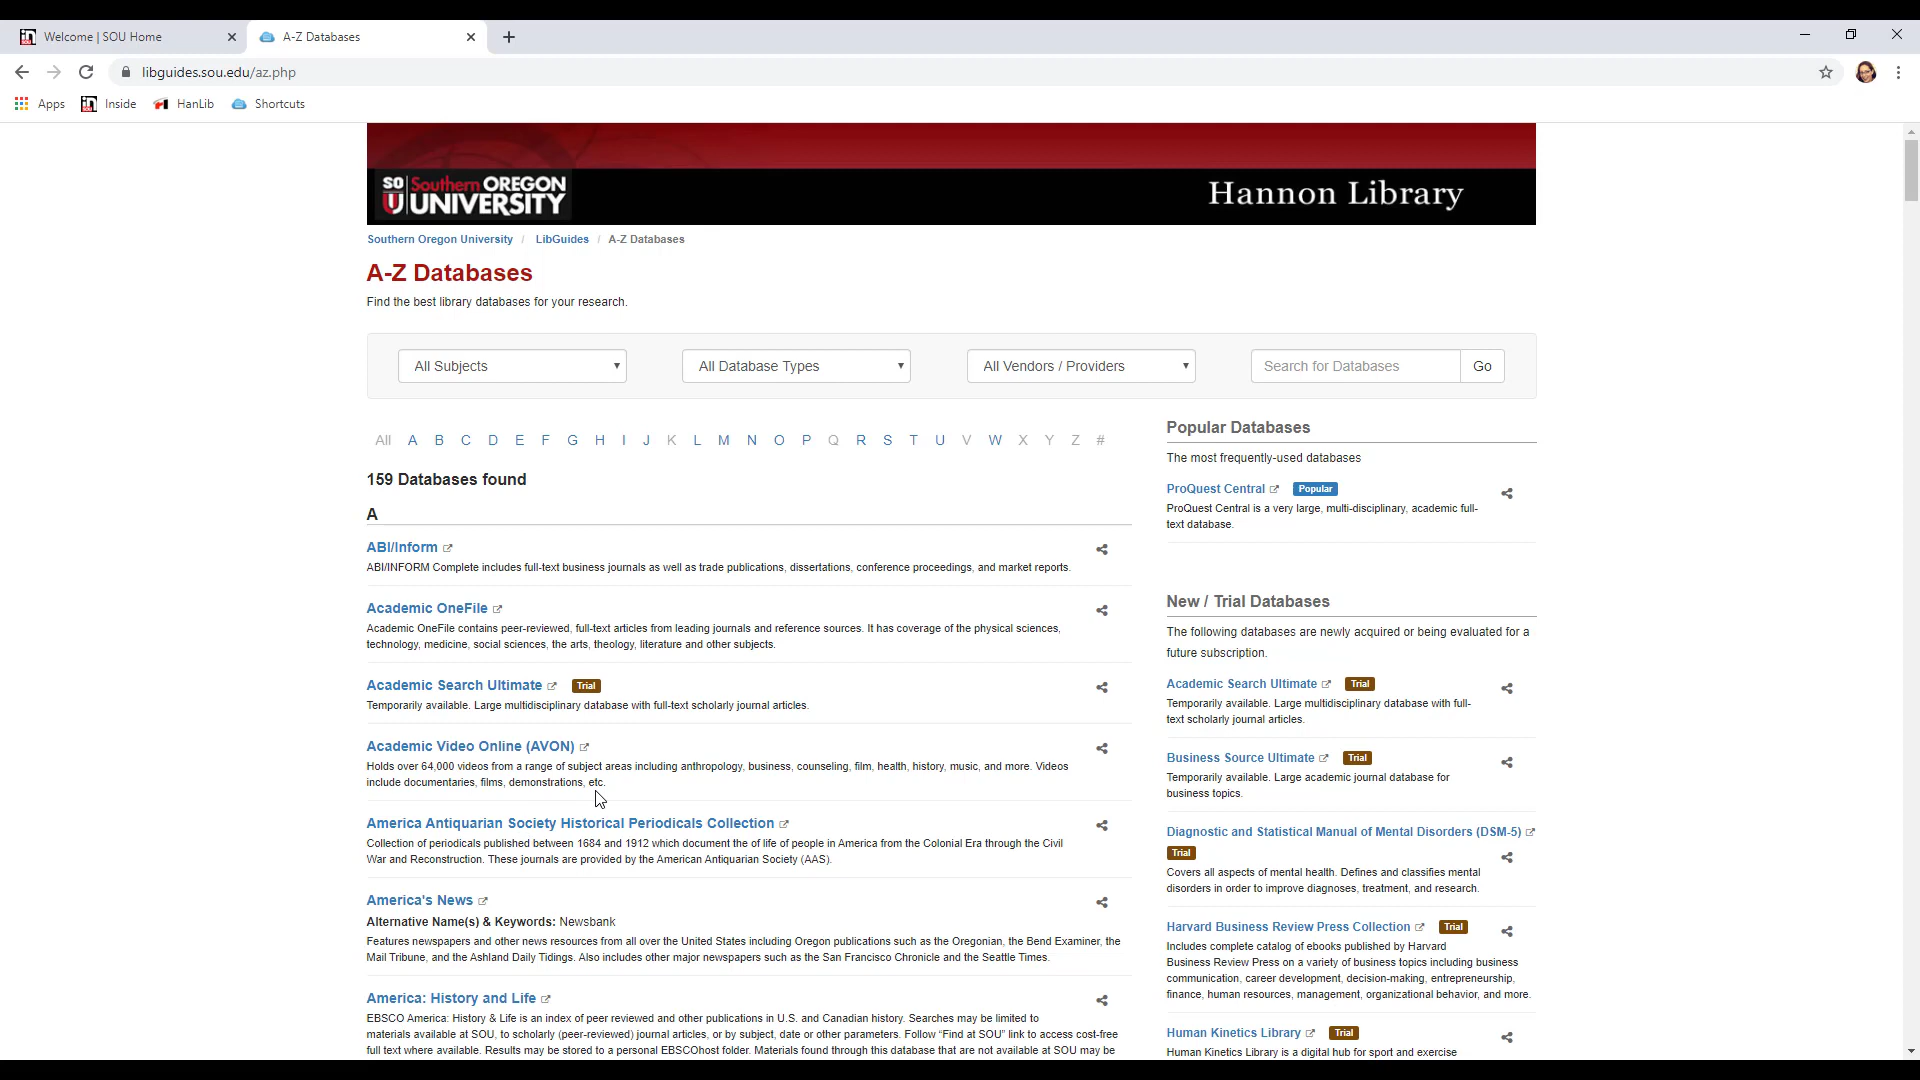 Welcome | SOU Home
A-Z Databases
libguides.sou.edu/az.php
Apps
Inside
HanLib
Shortcuts
SO U Southern OREGON UNIVERSITY
Hannon Library
Southern Oregon University / LibGuides / A-Z Databases
A-Z Databases
Find the best library databases for your research.
All Subjects
All Database Types
All Vendors / Providers
Search for Databases
Go
All A B C D E F G H I J K L M N O P Q R S T U V W X Y Z #
159 Databases found
A
ABI/Inform
ABI/INFORM Complete includes full-text business journals as well as trade publications, dissertations, conference proceedings, and market reports.
Academic OneFile
Academic OneFile contains peer-reviewed, full-text articles from leading journals and reference sources. It has coverage of the physical sciences,
technology, medicine, social sciences, the arts, theology, literature and other subjects.
Academic Search Ultimate Trial
Temporarily available. Large multidisciplinary database with full-text scholarly journal articles.
Academic Video Online (AVON)
Holds over 64,000 videos from a range of subject areas including anthropology, business, counseling, film, health, history, music, and more. Videos
include documentaries, films, demonstrations, etc.
America Antiquarian Society Historical Periodicals Collection
Collection of periodicals published between 1684 and 1912 which document the of life of people in America from the Colonial Era through the Civil
War and Reconstruction. These journals are provided by the American Antiquarian Society (AAS).
America's News
Alternative Name(s) & Keywords: Newsbank
Features newspapers and other news resources from all over the United States including Oregon publications such as the Oregonian, the Bend Examiner, the
Mail Tribune, and the Ashland Daily Tidings. Also includes other major newspapers such as the San Francisco Chronicle and the Seattle Times.
America: History and Life
EBSCO America: History & Life is an index of peer reviewed and other publications in U.S. and Canadian history. Searches may be limited to
materials available at SOU, to scholarly (peer-reviewed) journal articles, or by subject, date or other parameters. Follow “Find at SOU” link to access cost-free
full text where available. Results may be stored to a personal EBSCOhost folder. Materials found through this database that are not available at SOU may be
Popular Databases
The most frequently-used databases
ProQuest Central Popular
ProQuest Central is a very large, multi-disciplinary, academic full-
text database.
New / Trial Databases
The following databases are newly acquired or being evaluated for a
future subscription.
Academic Search Ultimate Trial
Temporarily available. Large multidisciplinary database with full-
text scholarly journal articles.
Business Source Ultimate Trial
Temporarily available. Large academic journal database for
business topics.
Diagnostic and Statistical Manual of Mental Disorders (DSM-5)
Trial
Covers all aspects of mental health. Defines and classifies mental
disorders in order to improve diagnoses, treatment, and research.
Harvard Business Review Press Collection Trial
Includes complete catalog of ebooks published by Harvard
Business Review Press on a variety of business topics including business
communication, career development, decision-making, entrepreneurship,
finance, human resources, management, organizational behavior, and more.
Human Kinetics Library Trial
Human Kinetics Library is a digital hub for sport and exercise